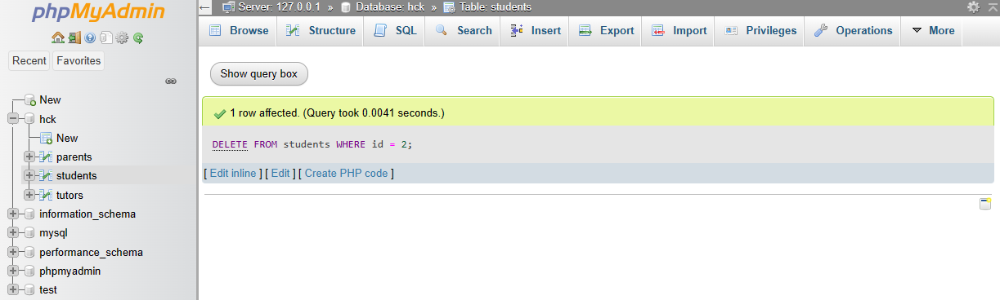 phpMyAdmin
Recent Favorites
New
hck
New
parents
students
tutors
information_schema
mysql
performance_schema
phpmyadmin
test
Server: 127.0.0.1 » Database: hck » Table: students
Browse Structure SQL Search Insert Export Import Privileges Operations More
Show query box
1 row affected. (Query took 0.0041 seconds.)
DELETE FROM students WHERE id = 2;
[ Edit inline ] [ Edit ] [ Create PHP code ]